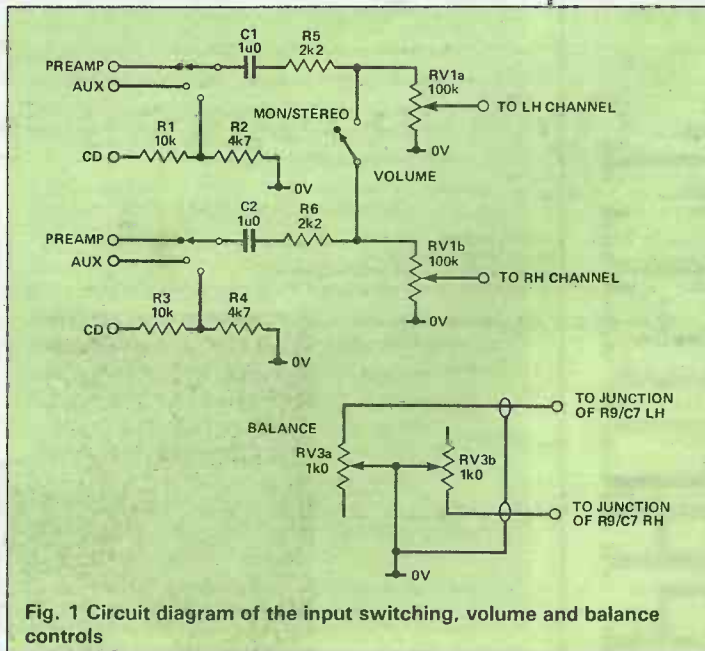 C1
1u0
R5
2k2
PREAMP
AUX
RV1a
100k
TO LH CHANNEL
MON/STEREO
R1
10k
R2
4k7
0V
CD
VOLUME
0V
C2
1u0
R6
2k2
PREAMP
AUX
RV1b
100k
TO RH CHANNEL
R3
10k
R4
4k7
0V
CD
0V
BALANCE
TO JUNCTION
OF R9/C7 LH
RV3a
1k0
RV3b
1k0
TO JUNCTION
OF R9/C7 RH
0V
Fig. 1 Circuit diagram of the input switching, volume and balance
controls